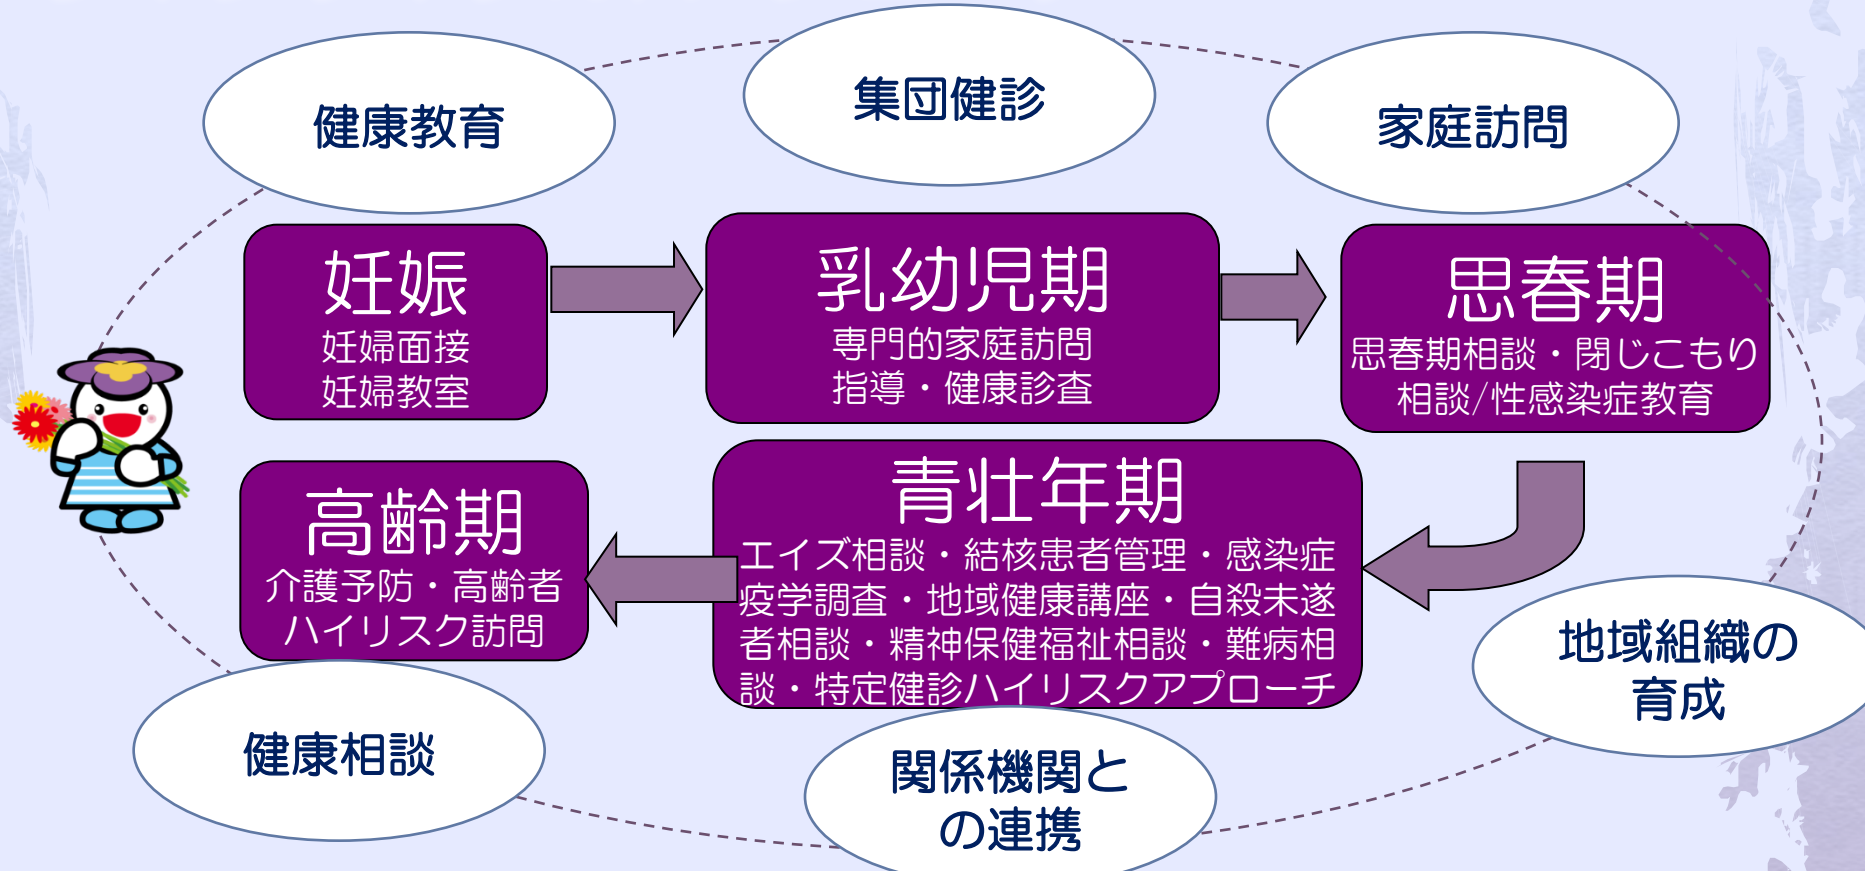 健康教育
集団健診
家庭訪問
妊娠
妊婦面接
妊婦教室
乳幼児期
専門的家庭訪問
指導・健康診査
思春期
思春期相談・閉じこもり
相談/性感染症教育
青壮年期
エイズ相談・結核患者管理・感染症
疫学調査・地域健康講座・自殺未遂
者相談・精神保健福祉相談・難病相
談・特定健診ハイリスクアプローチ
高齢期
介護予防・高齢者
ハイリスク訪問
地域組織の
育成
健康相談
関係機関と
の連携